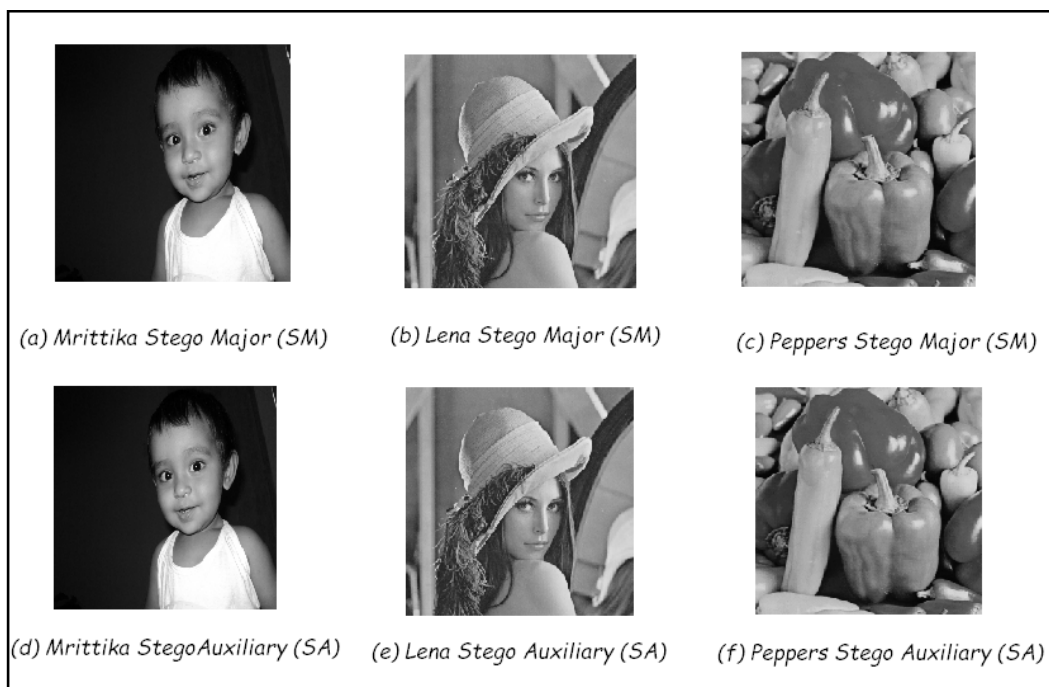 (a) Mrittika Stego Major (SM)
(b) Lena Stego Major (SM)
(c) Peppers Stego Major (SM)
(d) Mrittika StegoAuxiliary (SA)
(e) Lena Stego Auxiliary (SA)
(f) Peppers Stego Auxiliary (SA)